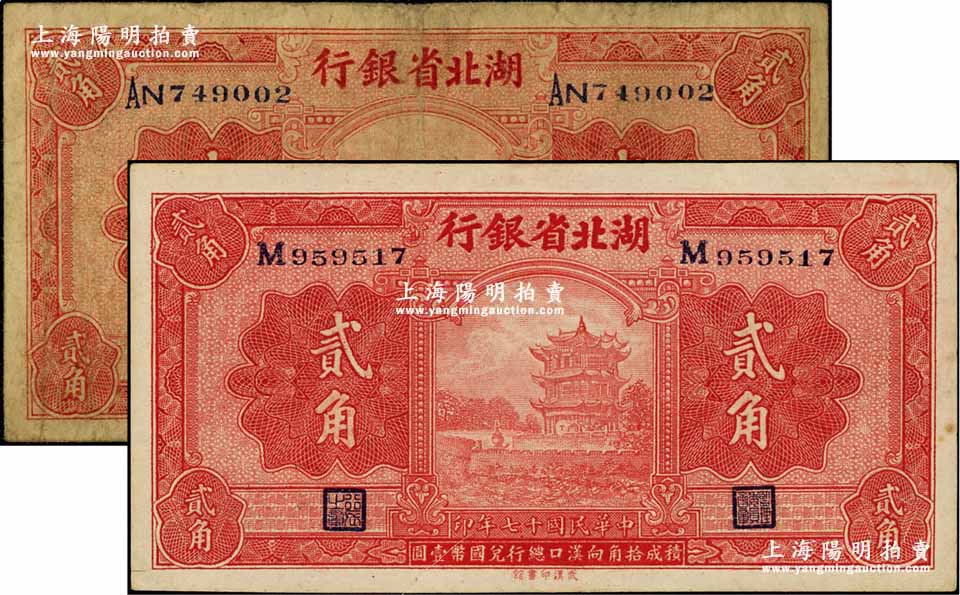 上海陽明拍賣
www.yangmingauction.com
湖北省銀行
貳角
貳角
AN749002
AN749002
貳角
湖北省銀行
貳角
貳角
M959517
M959517
上海陽明拍賣
www.yangmingauction.com
貳角
貳角
中華民國十七年印
積成拾角向漢口總行兌國幣壹圓
貳角
貳角
武漢印書館
上海陽明拍賣
www.yangmingauction.com